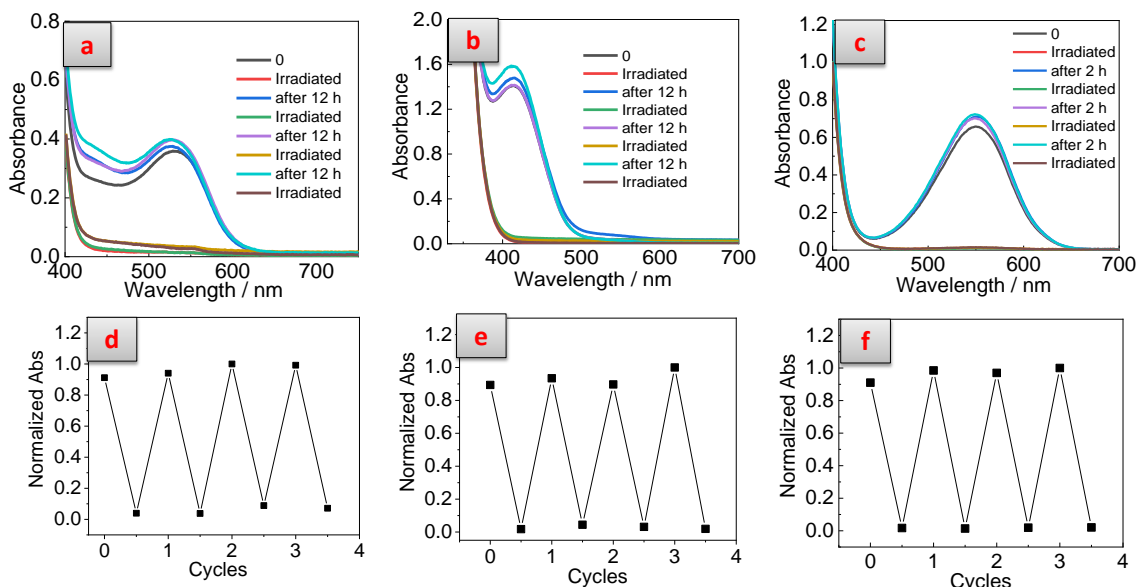 a
0.8
0.6
0.4
0.2
0.0
Absorbance
0
Irradiated
after 12 h
Irradiated
after 12 h
Irradiated
after 12 h
Irradiated
400
500
600
700
Wavelength / nm
b
2.0
1.6
1.2
0.8
0.4
0.0
Absorbance
0
Irradiated
after 12 h
Irradiated
after 12 h
Irradiated
after 12 h
Irradiated
400
500
600
700
Wavelength / nm
c
1.2
1.0
0.8
0.6
0.4
0.2
0.0
Absorbance
0
Irradiated
after 2 h
Irradiated
after 2 h
Irradiated
after 2 h
Irradiated
400
500
600
700
Wavelength / nm
d
1.2
1.0
0.8
0.6
0.4
0.2
0.0
Normalized Abs
0
1
2
3
4
Cycles
e
1.2
1.0
0.8
0.6
0.4
0.2
0.0
Normalized Abs
0
1
2
3
4
Cycles
f
1.2
1.0
0.8
0.6
0.4
0.2
0.0
Normalized Abs
0
1
2
3
4
Cycles